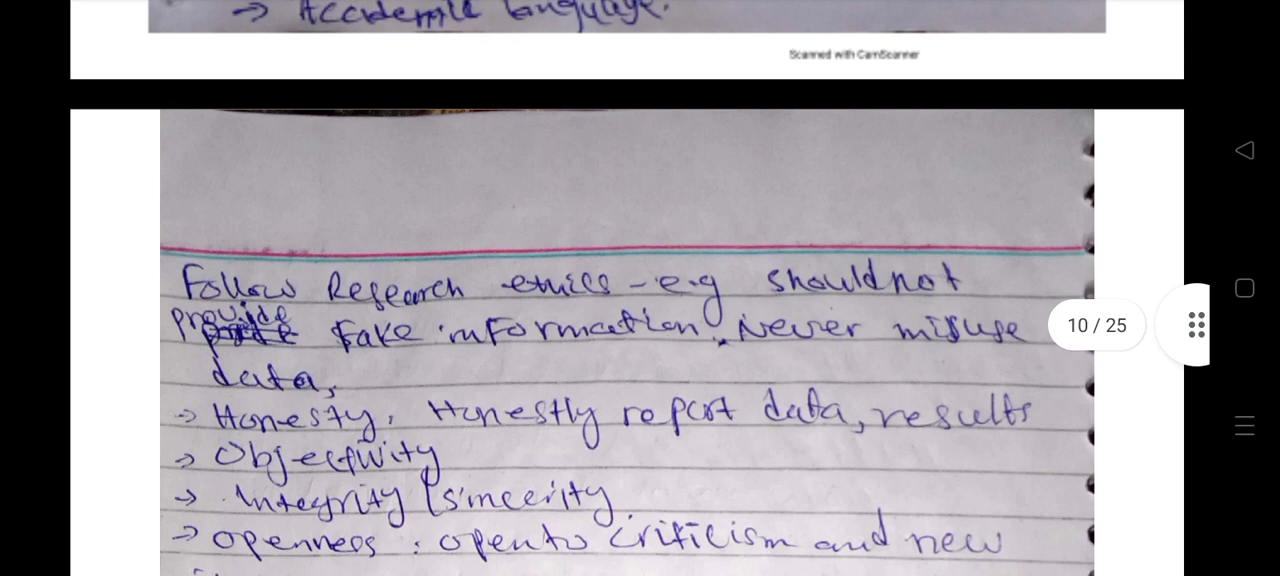 → Accademic language.
Scanned with CamScanner
Follow Research ethics - e.g should not
provide fake information. Never misuse
data,
10 / 25
→ Honesty, Honestly report data, results
→ Objectivity
→ Integrity (sincerity
→ openness : open to criticism and new